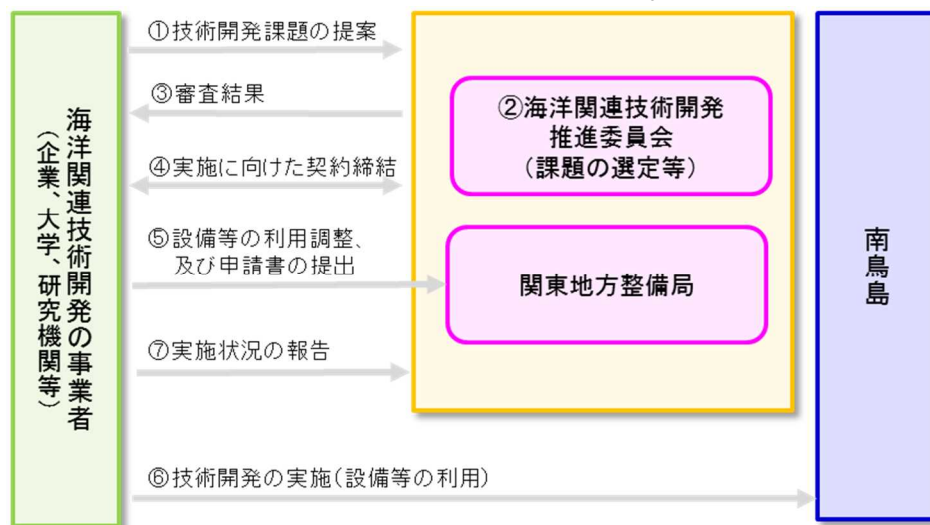 ①技術開発課題の提案
③審査結果
②海洋関連技術開発
推進委員会
(課題の選定等)
④実施に向けた契約締結
⑤設備等の利用調整、
及び申請書の提出
関東地方整備局
⑦実施状況の報告
⑥技術開発の実施(設備等の利用)
海洋関連技術開発の事業者
(企業、大学、研究機関等)
南鳥島